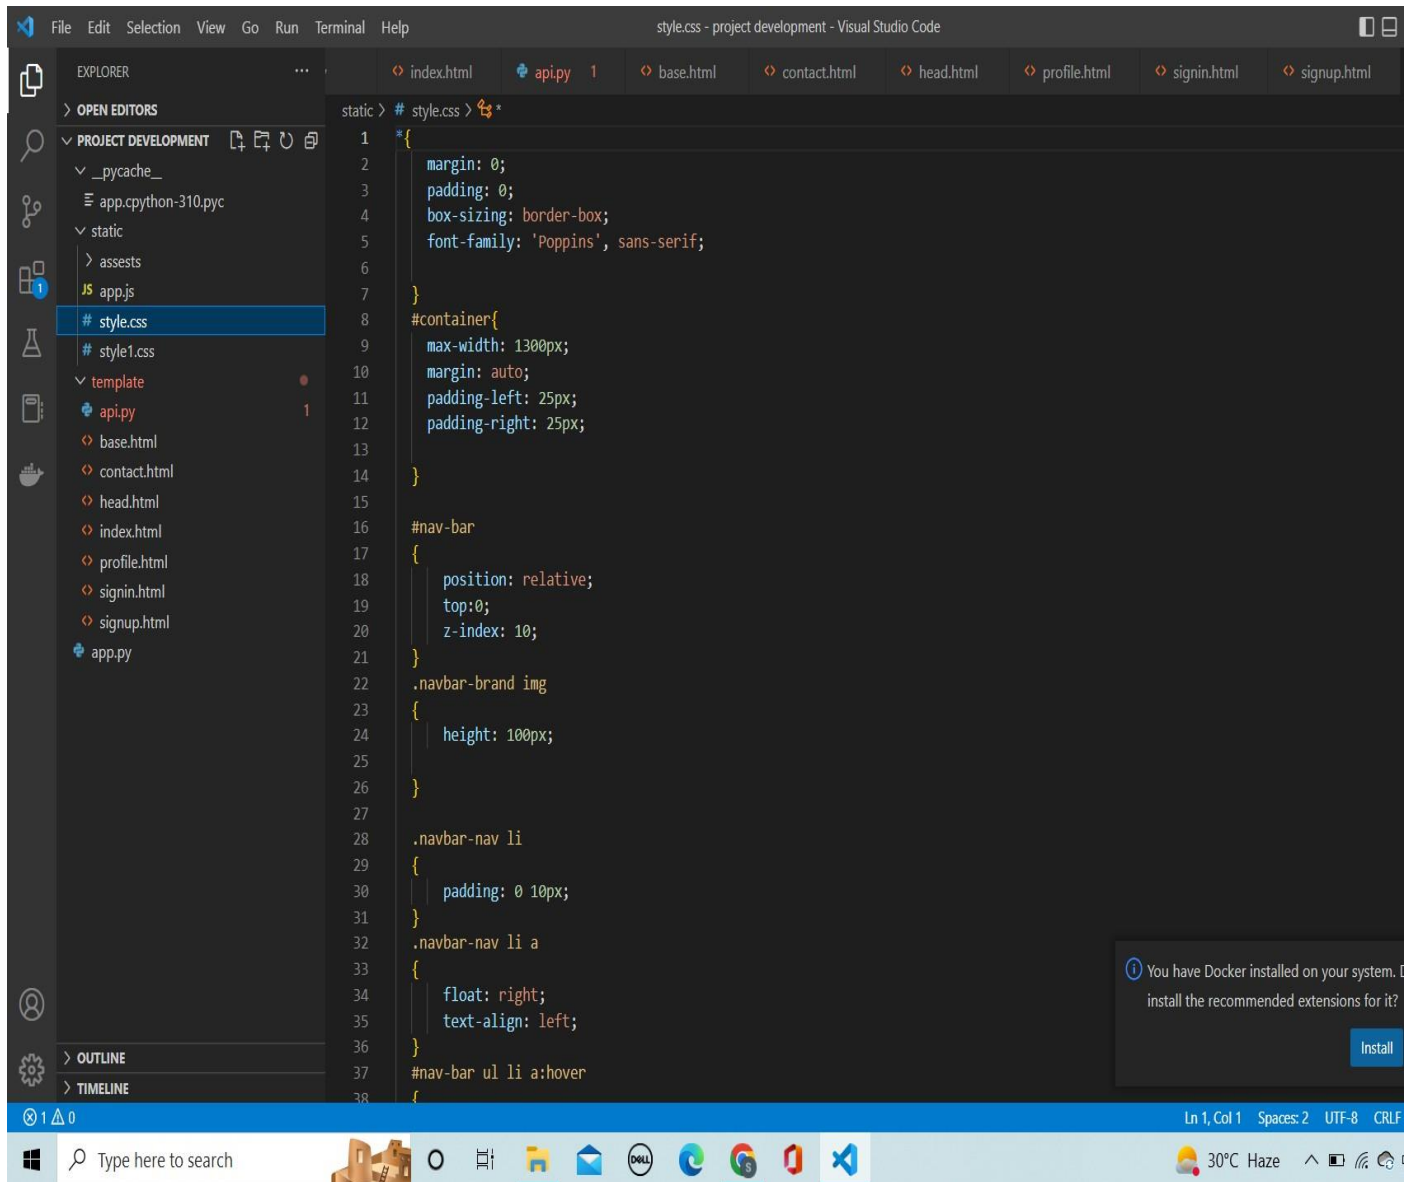 File Edit Selection View Go Run Terminal Help
style.css - project development - Visual Studio Code
EXPLORER
index.html
api.py 1
base.html
contact.html
head.html
profile.html
signin.html
signup.html
OPEN EDITORS
static > # style.css > *
PROJECT DEVELOPMENT
__pycache__
app.cpython-310.pyc
static
assests
JS app.js
# style.css
# style1.css
template
api.py 1
base.html
contact.html
head.html
index.html
profile.html
signin.html
signup.html
app.py
OUTLINE
TIMELINE
1 *{
2 margin: 0;
3 padding: 0;
4 box-sizing: border-box;
5 font-family: 'Poppins', sans-serif;
6
7 }
8 #container{
9 max-width: 1300px;
10 margin: auto;
11 padding-left: 25px;
12 padding-right: 25px;
13
14 }
15
16 #nav-bar
17 {
18 position: relative;
19 top:0;
20 z-index: 10;
21 }
22 .navbar-brand img
23 {
24 height: 100px;
25
26 }
27
28 .navbar-nav li
29 {
30 padding: 0 10px;
31 }
32 .navbar-nav li a
33 {
34 float: right;
35 text-align: left;
36 }
37 #nav-bar ul li a:hover
38 {
1
You have Docker installed on your system.
install the recommended extensions for it?
Install
1 0
Ln 1, Col 1 Spaces: 2 UTF-8 CRLF
Type here to search
DELL
S
30°C Haze